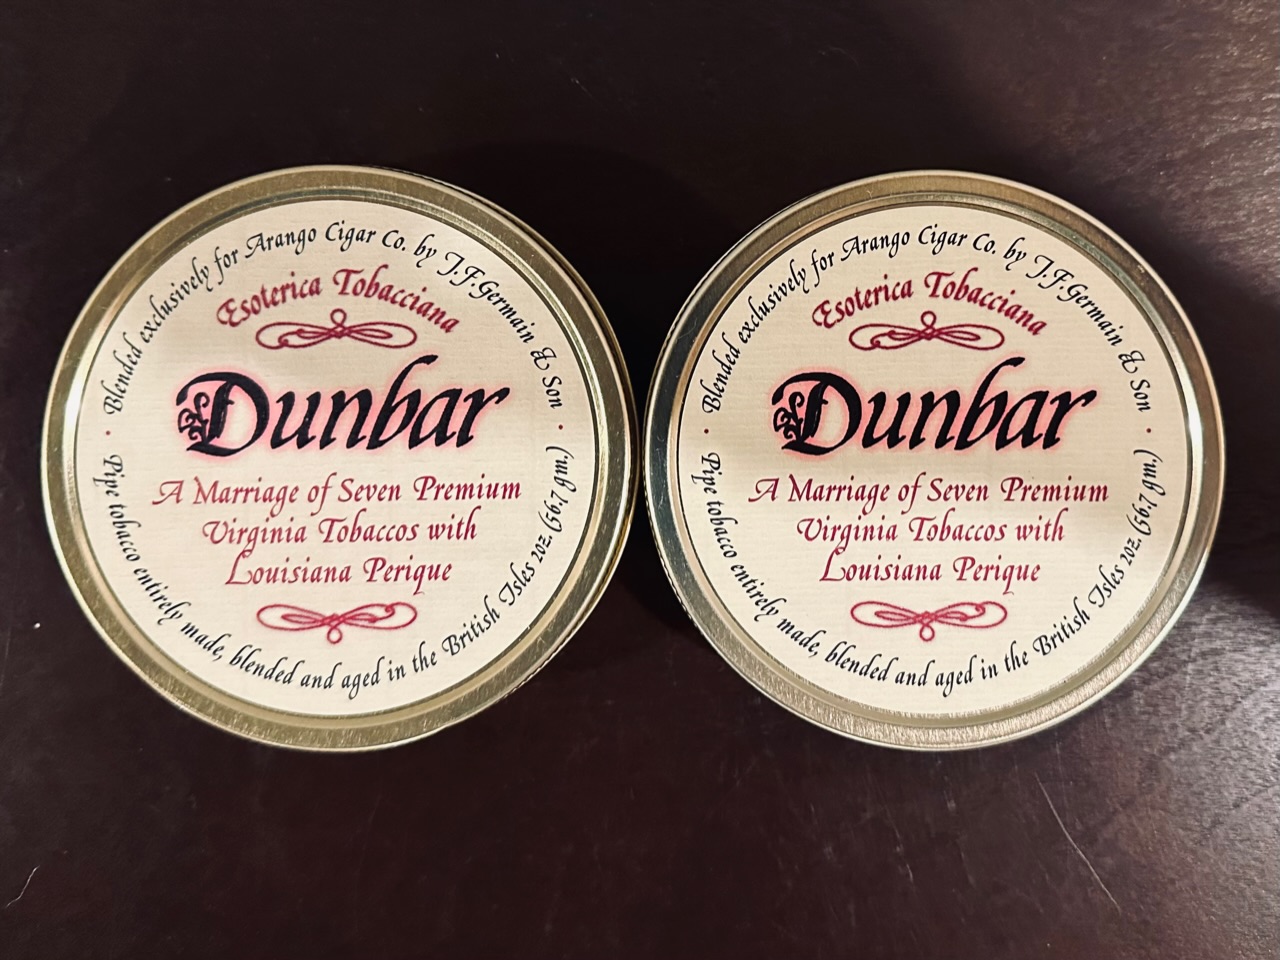 Blended exclusively for Arango Cigar Co. by J.F. Germain & Son
Esoterica Tobacciana
Dunbar
A Marriage of Seven Premium
Virginia Tobaccos with
Louisiana Perique
Pipe tobacco entirely made, blended and aged in the British Isles 2oz. (56.7 gm.)
Blended exclusively for Arango Cigar Co. by J.F. Germain & Son
Esoterica Tobacciana
Dunbar
A Marriage of Seven Premium
Virginia Tobaccos with
Louisiana Perique
Pipe tobacco entirely made, blended and aged in the British Isles 2oz. (56.7 gm.)